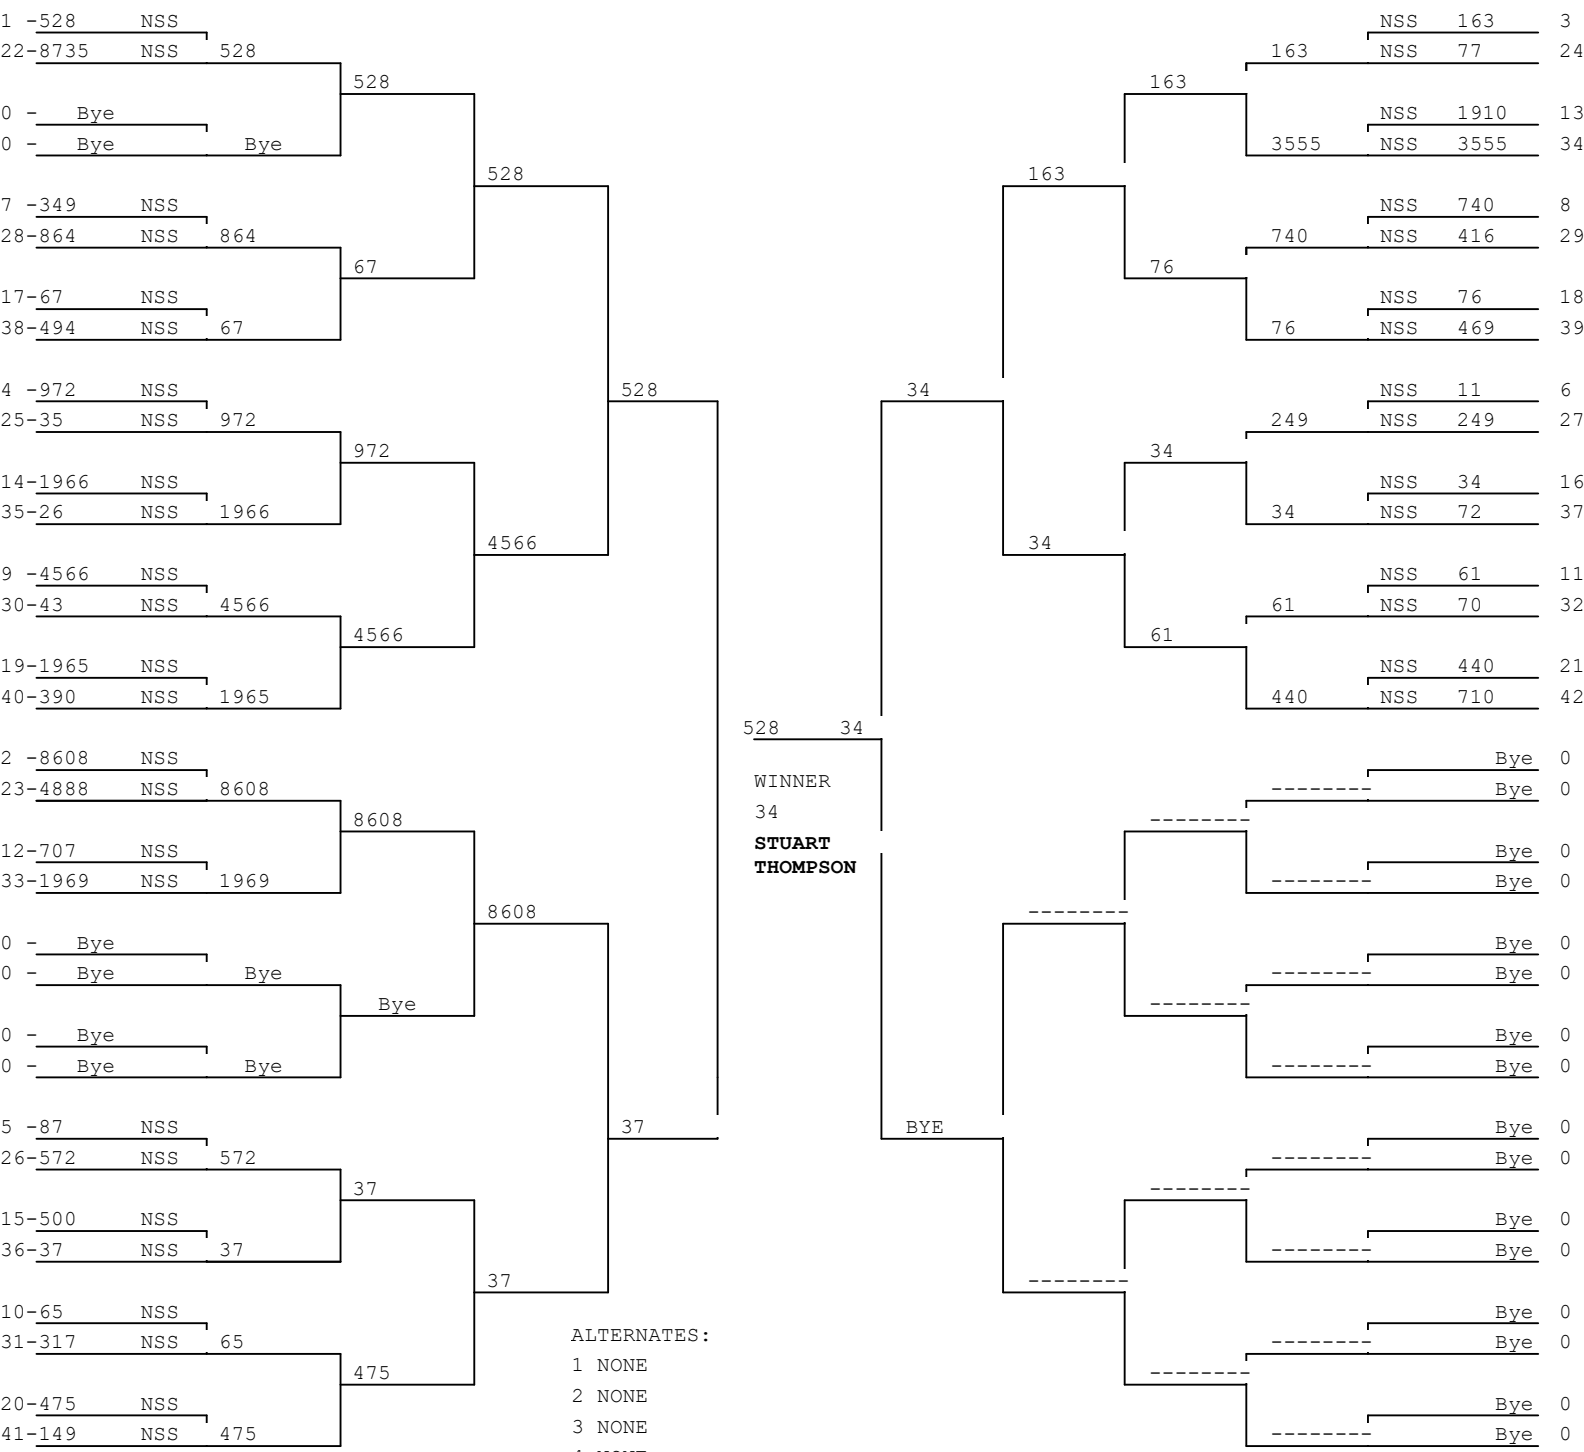 1 -528 NSS
22-8735 NSS 528
528
0 - Bye
0 - Bye Bye
528
7 -349 NSS
28-864 NSS 864
67
17-67 NSS
38-494 NSS 67
528
4 -972 NSS
25-35 NSS 972
972
14-1966 NSS
35-26 NSS 1966
4566
9 -4566 NSS
30-43 NSS 4566
4566
19-1965 NSS
40-390 NSS 1965
2 -8608 NSS
23-4888 NSS 8608
8608
12-707 NSS
33-1969 NSS 1969
8608
0 - Bye
0 - Bye Bye
Bye
0 - Bye
0 - Bye Bye
37
5 -87 NSS
26-572 NSS 572
37
15-500 NSS
36-37 NSS 37
37
10-65 NSS
31-317 NSS 65
475
20-475 NSS
41-149 NSS 475
528 34
WINNER
34
STUART
THOMPSON
ALTERNATES:
1 NONE
2 NONE
3 NONE
NSS 163 3
163 NSS 77 24
163
NSS 1910 13
3555 NSS 3555 34
163
NSS 740 8
740 NSS 416 29
76
NSS 76 18
76 NSS 469 39
34
NSS 11 6
249 NSS 249 27
34
NSS 34 16
34 NSS 72 37
34
NSS 61 11
61 NSS 70 32
61
NSS 440 21
440 NSS 710 42
Bye 0
-------- Bye 0
--------
Bye 0
-------- Bye 0
--------
Bye 0
-------- Bye 0
--------
Bye 0
-------- Bye 0
BYE
Bye 0
-------- Bye 0
--------
Bye 0
-------- Bye 0
--------
Bye 0
-------- Bye 0
--------
Bye 0
-------- Bye 0